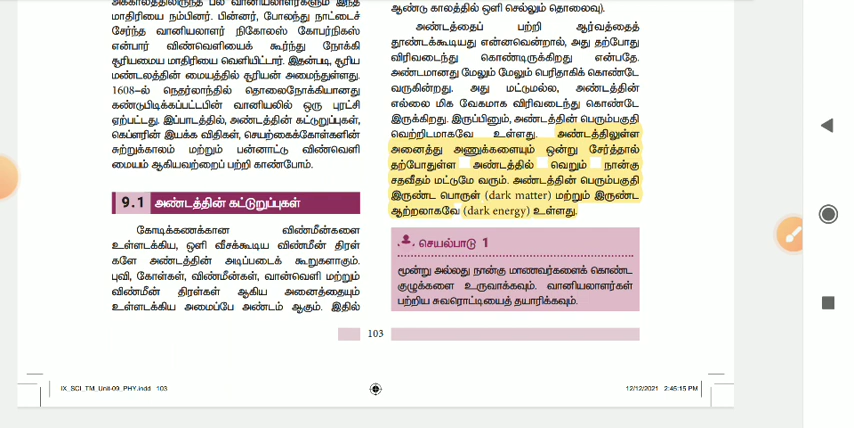 அக்காலத்திலிருந்த பல வானியலாளர்களும் இந்த
மாதிரியை நம்பினர். பின்னர், போலந்து நாட்டைச்
சேர்ந்த வானியலாளர் நிகோலஸ் கோபர்நிகஸ்
என்பார் விண்வெளியைக் கூர்ந்து நோக்கி
சூரியமைய மாதிரியை வெளியிட்டார். இதன்படி, சூரிய
மண்டலத்தின் மையத்தில் சூரியன் அமைந்துள்ளது.
1608–ல் நெதர்லாந்தில் தொலைநோக்கியானது
கண்டுபிடிக்கப்பட்டபின் வானியலில் ஒரு புரட்சி
ஏற்பட்டது. இப்பாடத்தில், அண்டத்தின் கட்டுறுப்புகள்,
கெப்ளரின் இயக்க விதிகள், செயற்கைக்கோள்களின்
சுற்றுக்காலம் மற்றும் பன்னாட்டு விண்வெளி
மையம் ஆகியவற்றைப் பற்றி காண்போம்.
9.1 அண்டத்தின் கட்டுறுப்புகள்
கோடிக்கணக்கான விண்மீன்களை
உள்ளடக்கிய, ஒளி வீசக்கூடிய விண்மீன் திரள்
களே அண்டத்தின் அடிப்படைக் கூறுகளாகும்.
புவி, கோள்கள், விண்மீன்கள், வான்வெளி மற்றும்
விண்மீன் திரள்கள் ஆகிய அனைத்தையும்
உள்ளடக்கிய அமைப்பே அண்டம் ஆகும். இதில்
ஆண்டு காலத்தில் ஒளி செல்லும் தொலைவு).
அண்டத்தைப் பற்றி ஆர்வத்தைத்
தூண்டக்கூடியது என்னவென்றால், அது தற்போது
விரிவடைந்து கொண்டிருக்கிறது என்பதே.
அண்டமானது மேலும் மேலும் பெரிதாகிக் கொண்டே
வருகின்றது. அது மட்டுமல்ல, அண்டத்தின்
எல்லை மிக வேகமாக விரிவடைந்து கொண்டே
இருக்கிறது. இருப்பினும், அண்டத்தின் பெரும்பகுதி
வெற்றிடமாகவே உள்ளது. அண்டத்திலுள்ள
அனைத்து அணுக்களையும் ஒன்று சேர்த்தால்
தற்போதுள்ள அண்டத்தில் வெறும் நான்கு
சதவீதம் மட்டுமே வரும். அண்டத்தின் பெரும்பகுதி
இருண்ட பொருள் (dark matter) மற்றும் இருண்ட
ஆற்றலாகவே (dark energy) உள்ளது.
செயல்பாடு 1
மூன்று அல்லது நான்கு மாணவர்களைக் கொண்ட
குழுக்களை உருவாக்கவும். வானியலாளர்கள்
பற்றிய சுவரொட்டியைத் தயாரிக்கவும்.
103
IX_SCI_TM_Unit-09_PHY.indd 103
12/12/2021 2:45:15 PM